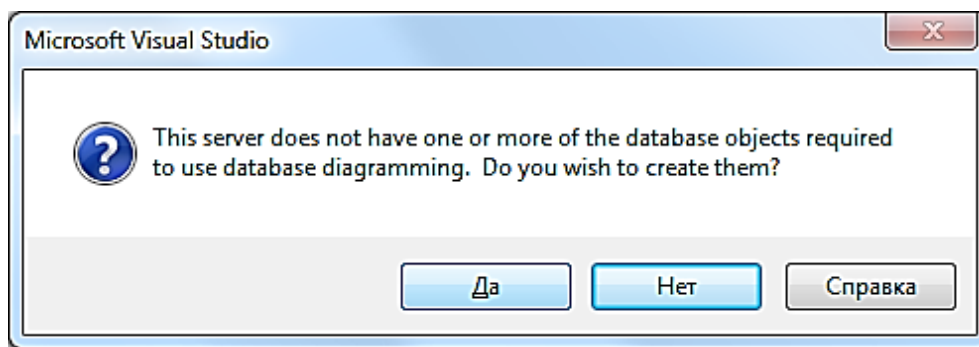 Microsoft Visual Studio
This server does not have one or more of the database objects required
to use database diagramming.  Do you wish to create them?
Да
Нет
Справка